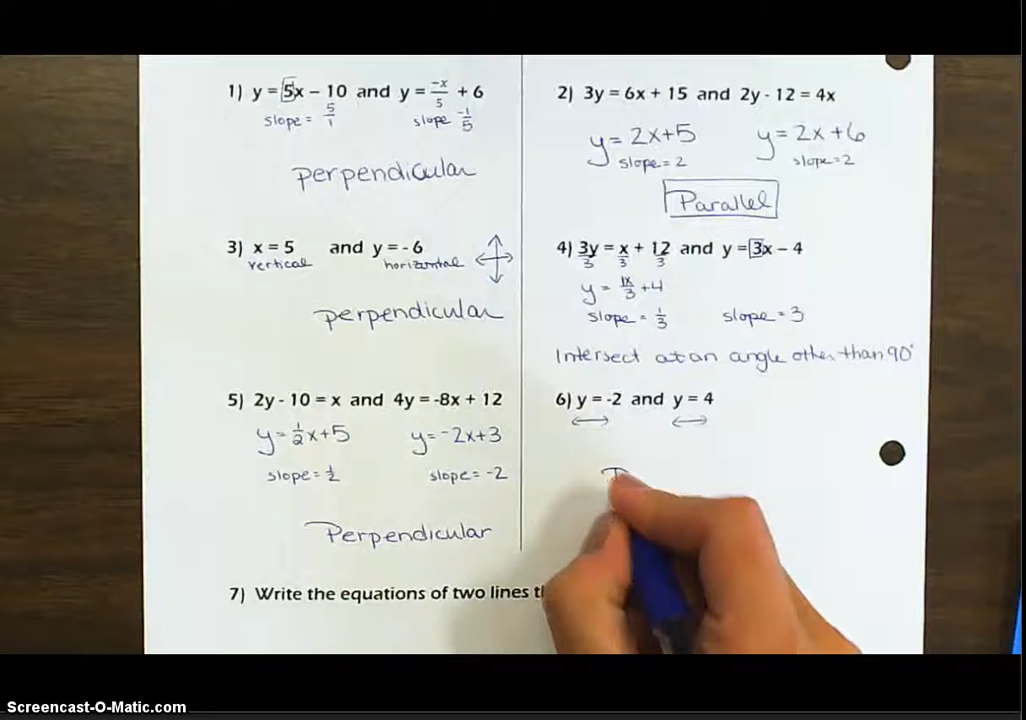 1) y = 5x – 10 and y = -x/5 + 6
slope = 5/1 slope -1/5
perpendicular
2) 3y = 6x + 15 and 2y - 12 = 4x
y = 2x+5 y = 2x +6
slope = 2 slope = 2
Parallel
3) x = 5 and y = - 6
vertical horizontal
perpendicular
4) 3y/3 = x/3 + 12/3 and y = 3x – 4
y = 1x/3 +4
slope = 1/3 slope = 3
Intersect at an angle other than 90°
5) 2y - 10 = x and 4y = -8x + 12
y = 1/2x+5 y = -2x+3
slope = 1/2 slope = -2
Perpendicular
6) y = -2 and y = 4
7) Write the equations of two lines
Screencast-O-Matic.com